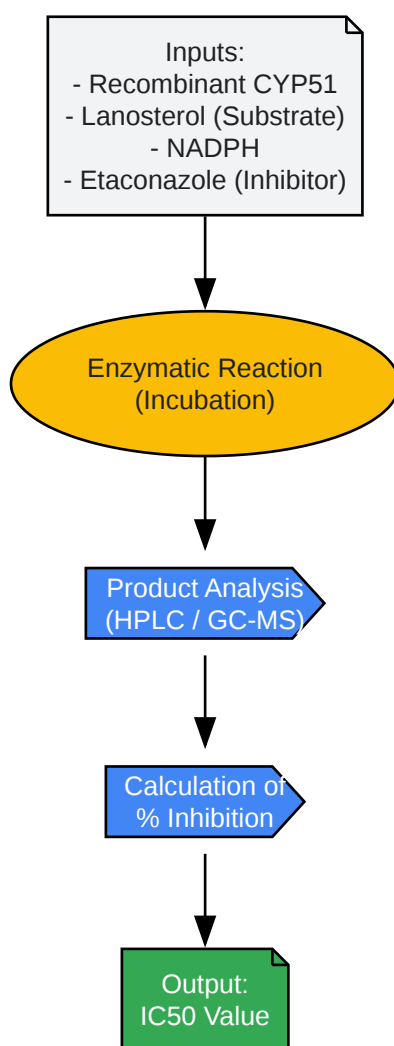 Inputs:
- Recombinant CYP51
- Lanosterol (Substrate)
- NADPH
- Etaconazole (Inhibitor)
Enzymatic Reaction
(Incubation)
Product Analysis
(HPLC / GC-MS)
Calculation of
% Inhibition
Output:
IC50 Value